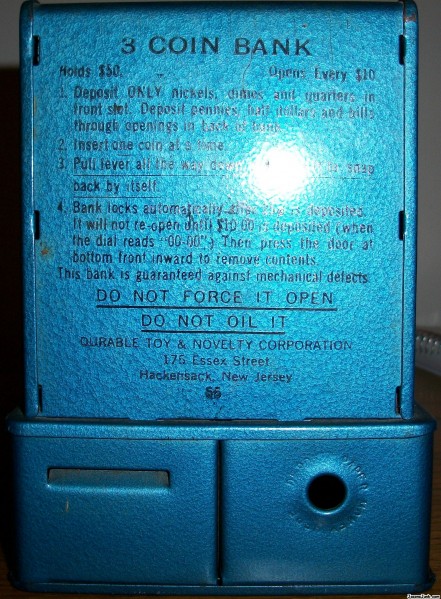 3 COIN BANK
Holds $50. Opens Every $10
1. Deposit ONLY nickels, dimes and quarters in
front slot. Deposit pennies, half dollars and bills
through openings in back of bank.
2. Insert one coin at a time.
3. Pull lever all the way down snap
back by itself.
4. Bank locks automatically after is deposited.
It will not re-open until $10.00 is deposited (when
the dial reads "00-00".) Then press the door at
bottom front inward to remove contents.
This bank is guaranteed against mechanical defects
DO NOT FORCE IT OPEN
DO NOT OIL IT
DURABLE TOY & NOVELTY CORPORATION
175 Essex Street
Hackensack, New Jersey